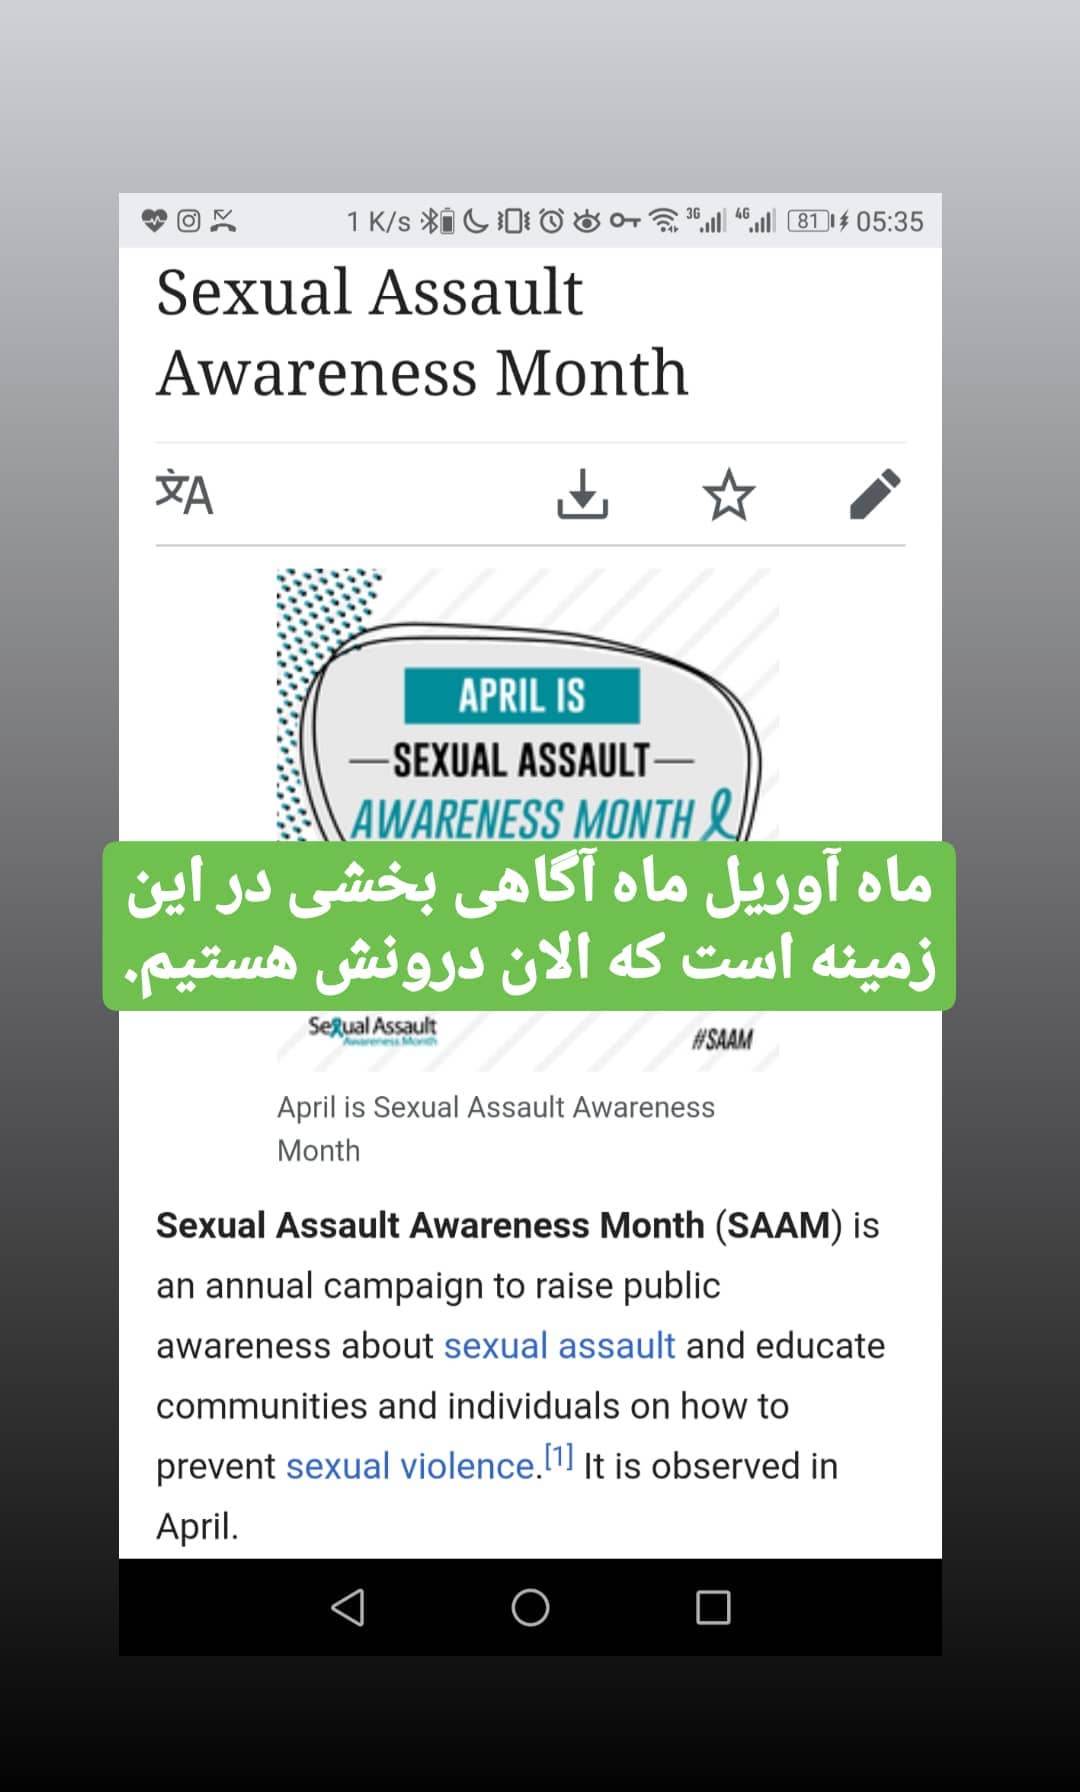 1 K/s 3G 4G 81 05:35
Sexual Assault
Awareness Month
文A
APRIL IS
SEXUAL ASSAULT
AWARENESS MONTH
ماه آوریل ماه آگاهی بخشی در این
زمینه است که الان درونش هستیم.
Sexual Assault
Awareness Month
#SAAM
April is Sexual Assault Awareness
Month
Sexual Assault Awareness Month (SAAM) is
an annual campaign to raise public
awareness about sexual assault and educate
communities and individuals on how to
prevent sexual violence.[1] It is observed in
April.